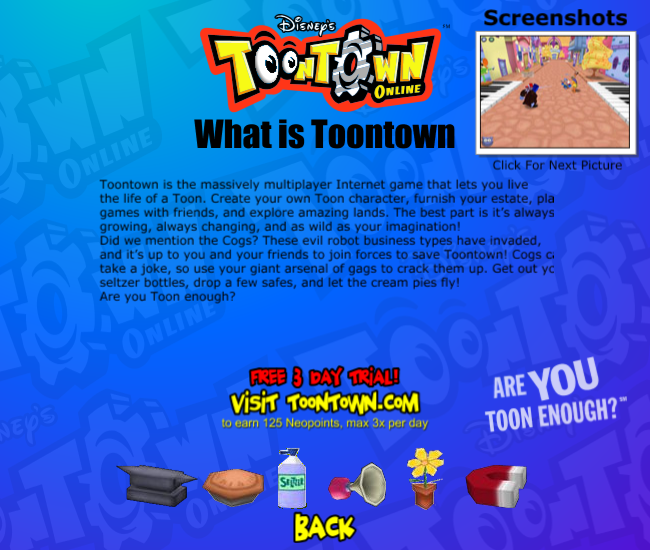 Disney's
TOONTOWN
ONLINE
™
Screenshots
What is Toontown
Click For Next Picture
Toontown is the massively multiplayer Internet game that lets you live
the life of a Toon. Create your own Toon character, furnish your estate, pla
games with friends, and explore amazing lands. The best part is it's always
growing, always changing, and as wild as your imagination!
Did we mention the Cogs? These evil robot business types have invaded,
and it's up to you and your friends to join forces to save Toontown! Cogs ca
take a joke, so use your giant arsenal of gags to crack them up. Get out yo
seltzer bottles, drop a few safes, and let the cream pies fly!
Are you Toon enough?
FREE 3 DAY TRIAL!
VISIT TOONTOWN.COM
to earn 125 Neopoints, max 3x per day
ARE YOU
TOON ENOUGH?℠
SELTZER
BACK